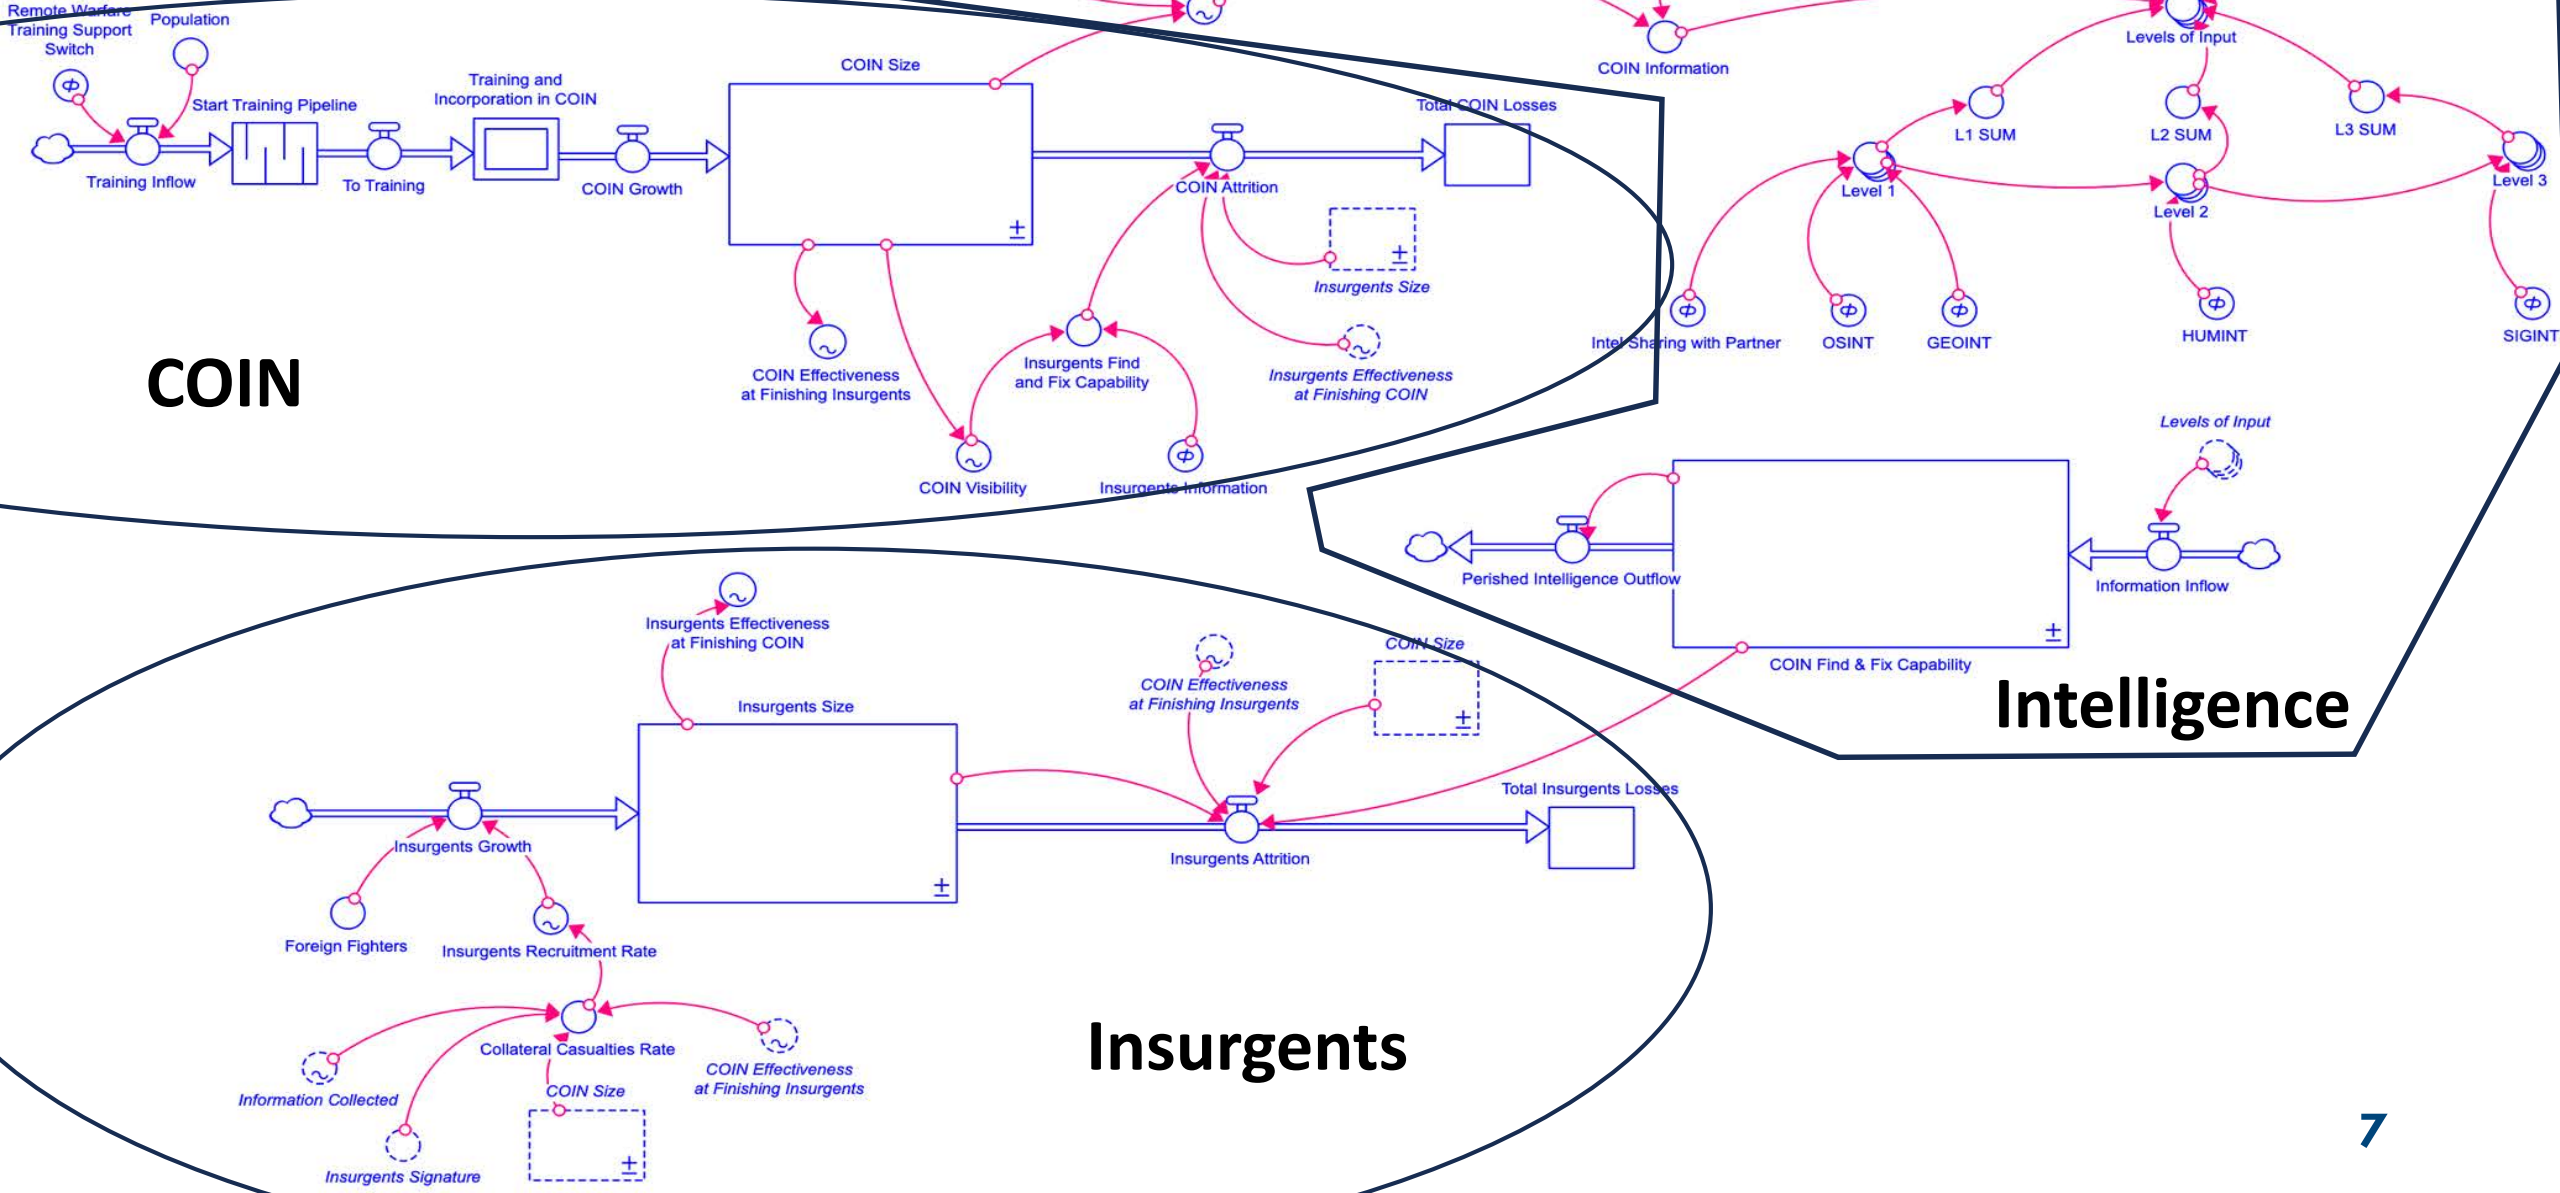 Remote Warfare
Training Support
Switch
Population
Training Inflow
Start Training Pipeline
To Training
Training and
Incorporation in COIN
COIN Growth
COIN Size
COIN Attrition
Total COIN Losses
Insurgents Size
Insurgents Effectiveness
at Finishing COIN
Insurgents Find
and Fix Capability
COIN Effectiveness
at Finishing Insurgents
COIN Visibility
Insurgents Information
COIN
COIN Information
Levels of Input
L1 SUM
L2 SUM
L3 SUM
Level 1
Level 2
Level 3
Intel Sharing with Partner
OSINT
GEOINT
HUMINT
SIGINT
Levels of Input
Perished Intelligence Outflow
Information Inflow
COIN Find & Fix Capability
Intelligence
Insurgents Effectiveness
at Finishing COIN
Insurgents Size
COIN Effectiveness
at Finishing Insurgents
COIN Size
Total Insurgents Losses
Insurgents Growth
Insurgents Attrition
Foreign Fighters
Insurgents Recruitment Rate
Collateral Casualties Rate
Information Collected
Insurgents Signature
COIN Size
COIN Effectiveness
at Finishing Insurgents
Insurgents
7